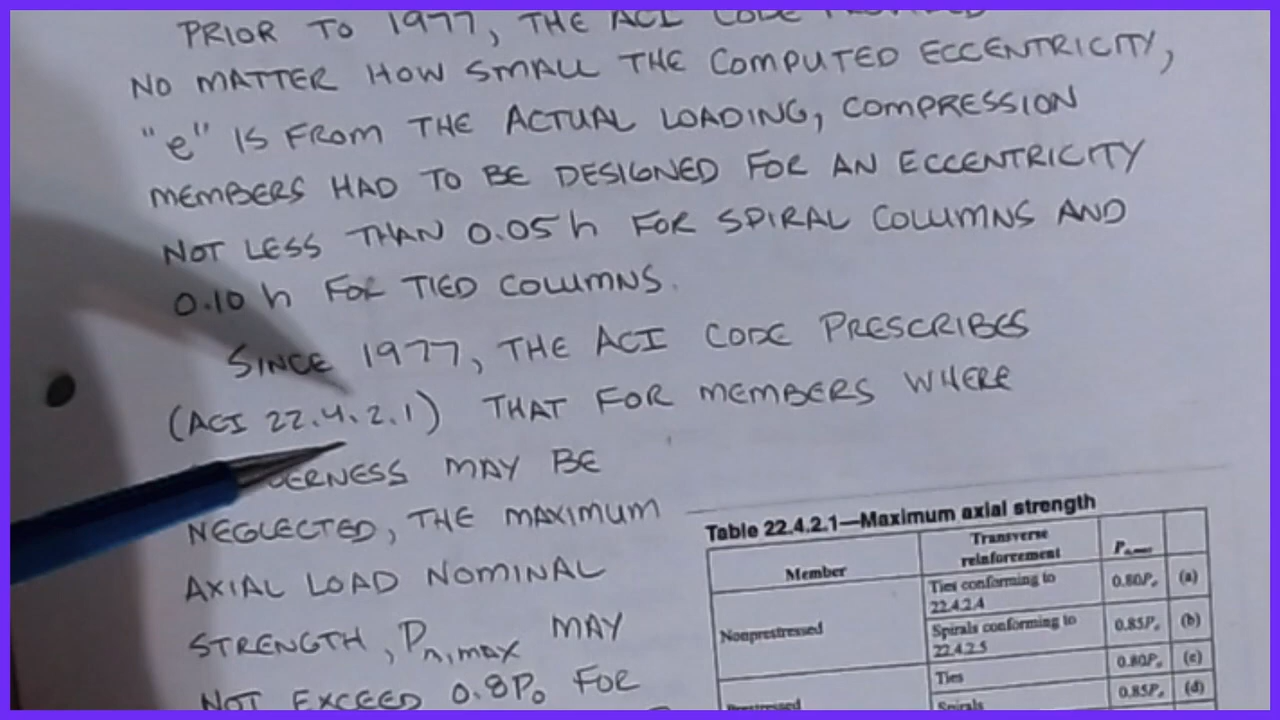 PRIOR TO 1977, THE ACI CODE
NO MATTER HOW SMALL THE COMPUTED ECCENTRICITY,
"e" IS FROM THE ACTUAL LOADING, COMPRESSION
MEMBERS HAD TO BE DESIGNED FOR AN ECCENTRICITY
NOT LESS THAN 0.05 h FOR SPIRAL COLUMNS AND
0.10 h FOR TIED COLUMNS.
SINCE 1977, THE ACI CODE PRESCRIBES
(ACI 22.4.2.1) THAT FOR MEMBERS WHERE
MAY BE
NEGLECTED, THE MAXIMUM
AXIAL LOAD NOMINAL
STRENGTH, Pn,MAX MAY
NOT EXCEED 0.8P₀ FOR
Table 22.4.2.1—Maximum axial strength
Member
Transverse
reinforcement
Pn,max
Nonprestressed
Ties conforming to
22.4.2.4
0.80Pₒ
(a)
Spirals conforming to
22.4.2.5
0.85Pₒ
(b)
Ties
0.80Pₒ
(c)
Prestressed
Spirals
0.85Pₒ
(d)